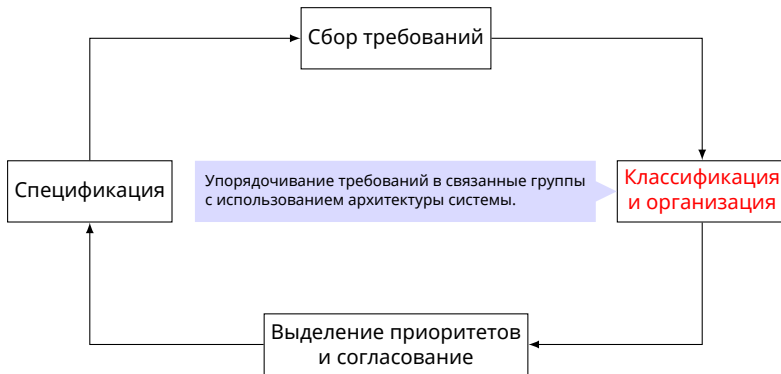 Сбор требований
Спецификация
Упорядочивание требований в связанные группы
с использованием архитектуры системы.
Классификация
и организация
Выделение приоритетов
и согласование